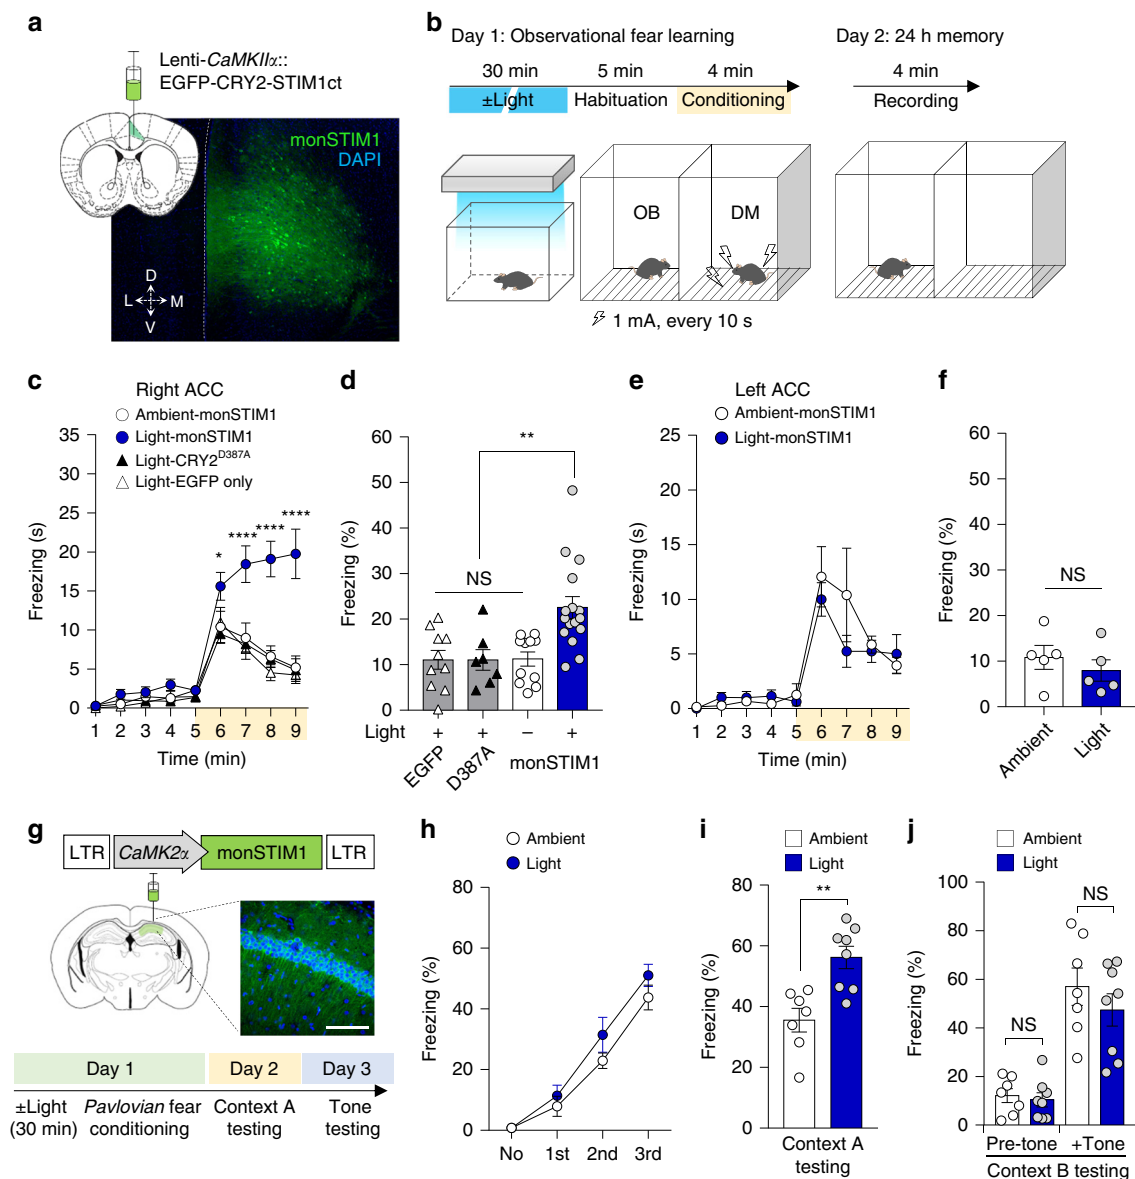 a
Lenti-CaMKIIα::
EGFP-CRY2-STIM1ct
monSTIM1
DAPI
D
L M
V
b
Day 1: Observational fear learning
Day 2: 24 h memory
30 min 5 min 4 min
±Light Habituation Conditioning
4 min
Recording
OB DM
1 mA, every 10 s
c
Right ACC
Ambient-monSTIM1
Light-monSTIM1
Light-CRY2D387A
Light-EGFP only
Freezing (s)
35
30
25
20
15
10
5
0
* **** **** ****
1 2 3 4 5 6 7 8 9
Time (min)
d
Freezing (%)
60
50
40
30
20
10
0
**
NS
Light + + – +
EGFP D387A monSTIM1
e
Left ACC
Ambient-monSTIM1
Light-monSTIM1
Freezing (s)
25
20
15
10
5
0
1 2 3 4 5 6 7 8 9
Time (min)
f
Freezing (%)
60
50
40
30
20
10
0
NS
Ambient Light
g
LTR CaMK2α monSTIM1 LTR
Day 1 Day 2 Day 3
±Light Pavlovian fear Context A Tone
(30 min) conditioning testing testing
h
Ambient
Light
Freezing (%)
80
60
40
20
0
No 1st 2nd 3rd
i
Ambient
Light
Freezing (%)
80
60
40
20
0
**
Context A
testing
j
Ambient
Light
Freezing (%)
100
80
60
40
20
0
NS
NS
Pre-tone +Tone
Context B testing